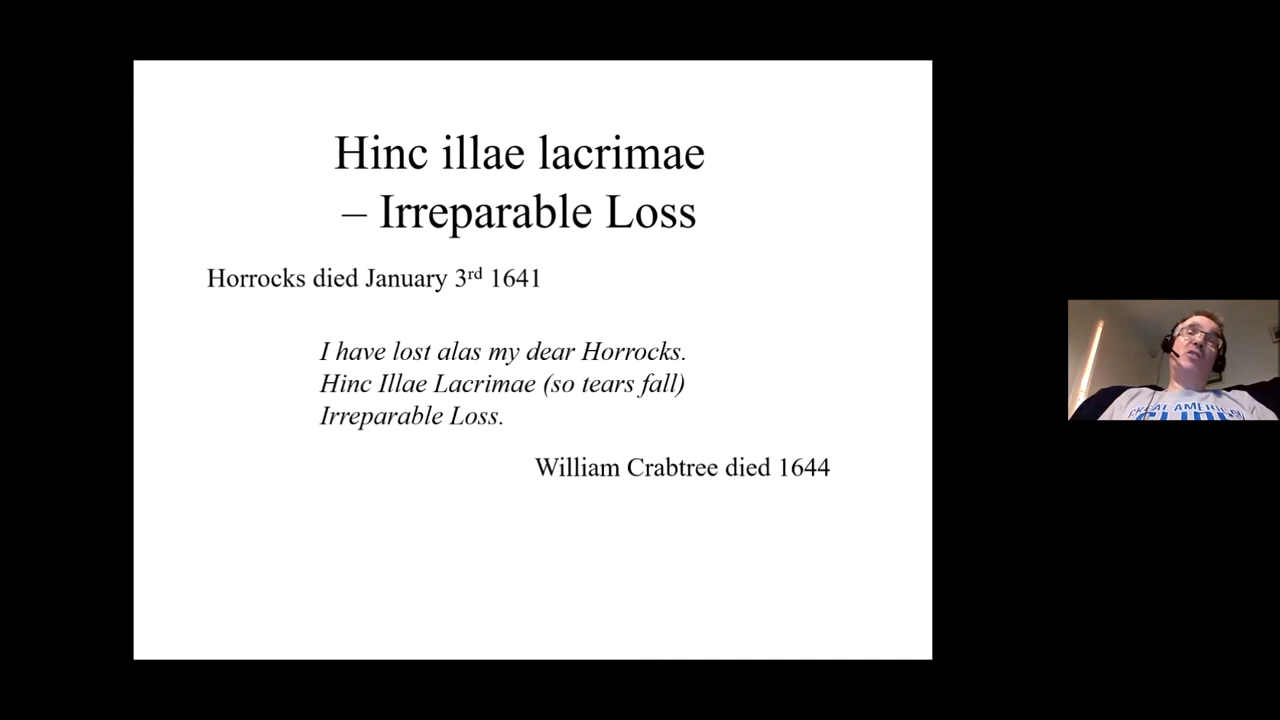 Hinc illae lacrimae
– Irreparable Loss
Horrocks died January 3rd 1641
I have lost alas my dear Horrocks.
Hinc Illae Lacrimae (so tears fall)
Irreparable Loss.
William Crabtree died 1644